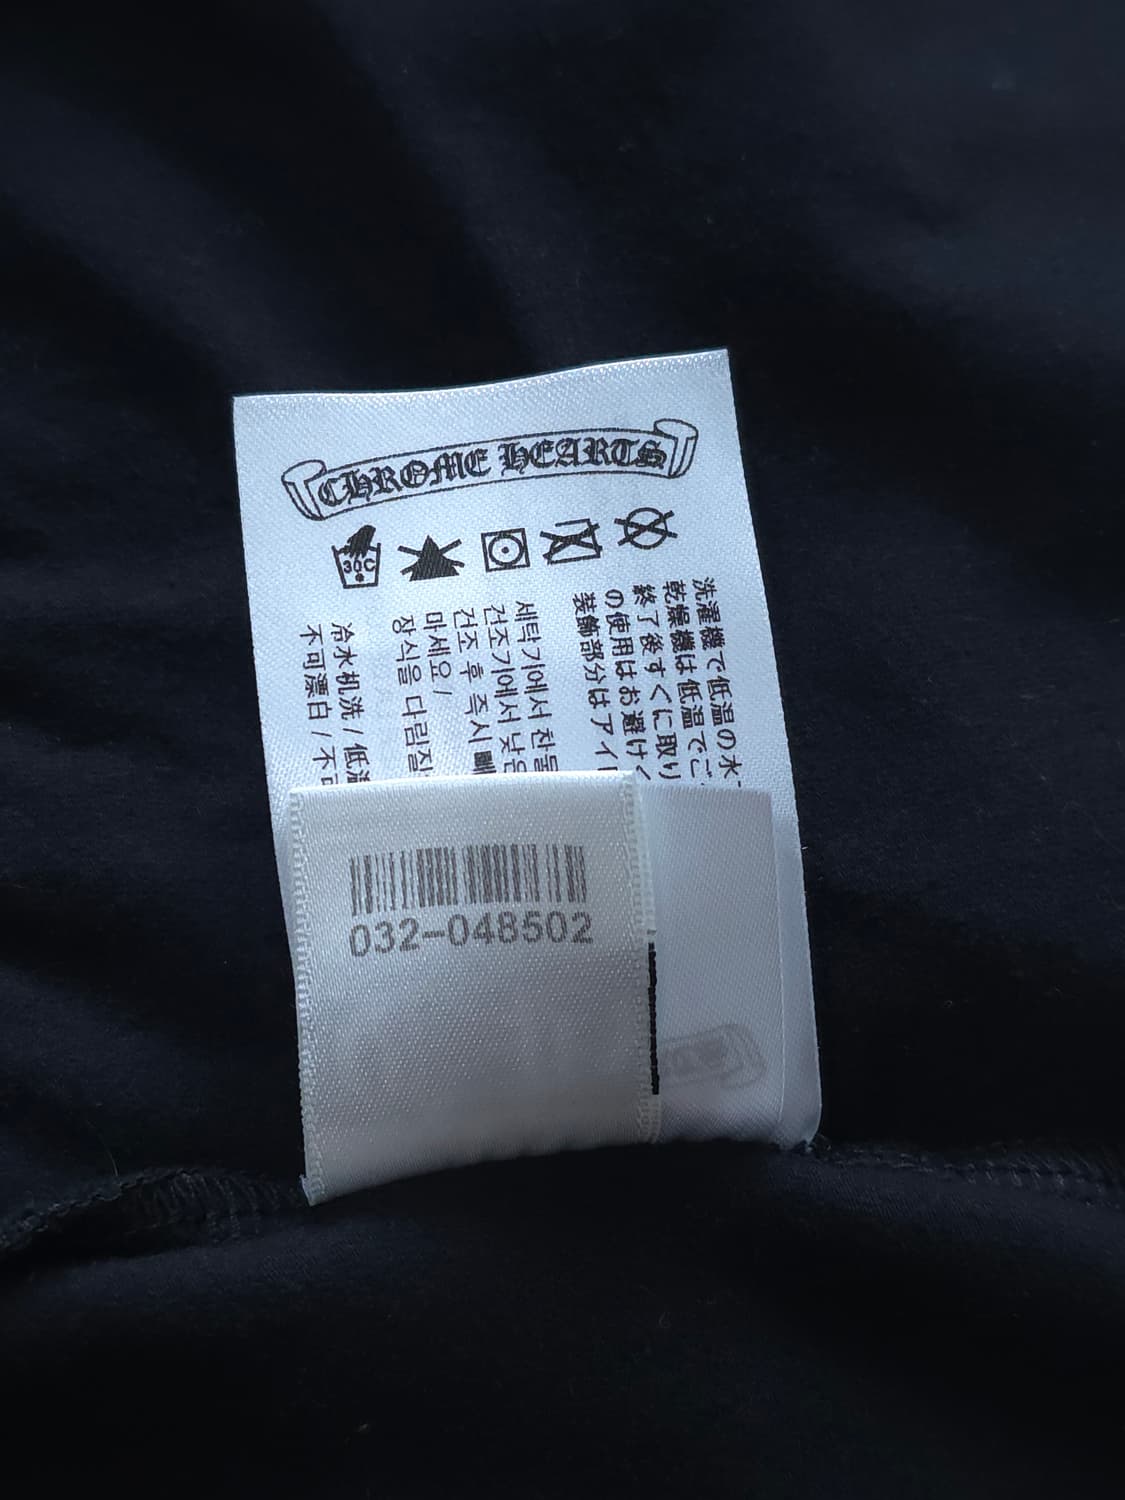 CHROME HEARTS
30C
洗濯機で低温の水
乾燥機は低温でご
終了後すぐに取り
の使用はお避けく
装飾部分はアイ
세탁기에서 찬물
건조기에서 낮은
건조 후 즉시
마세요 /
장식을 다림질
冷水机洗 / 低温
不可漂白 / 不可
032-048502